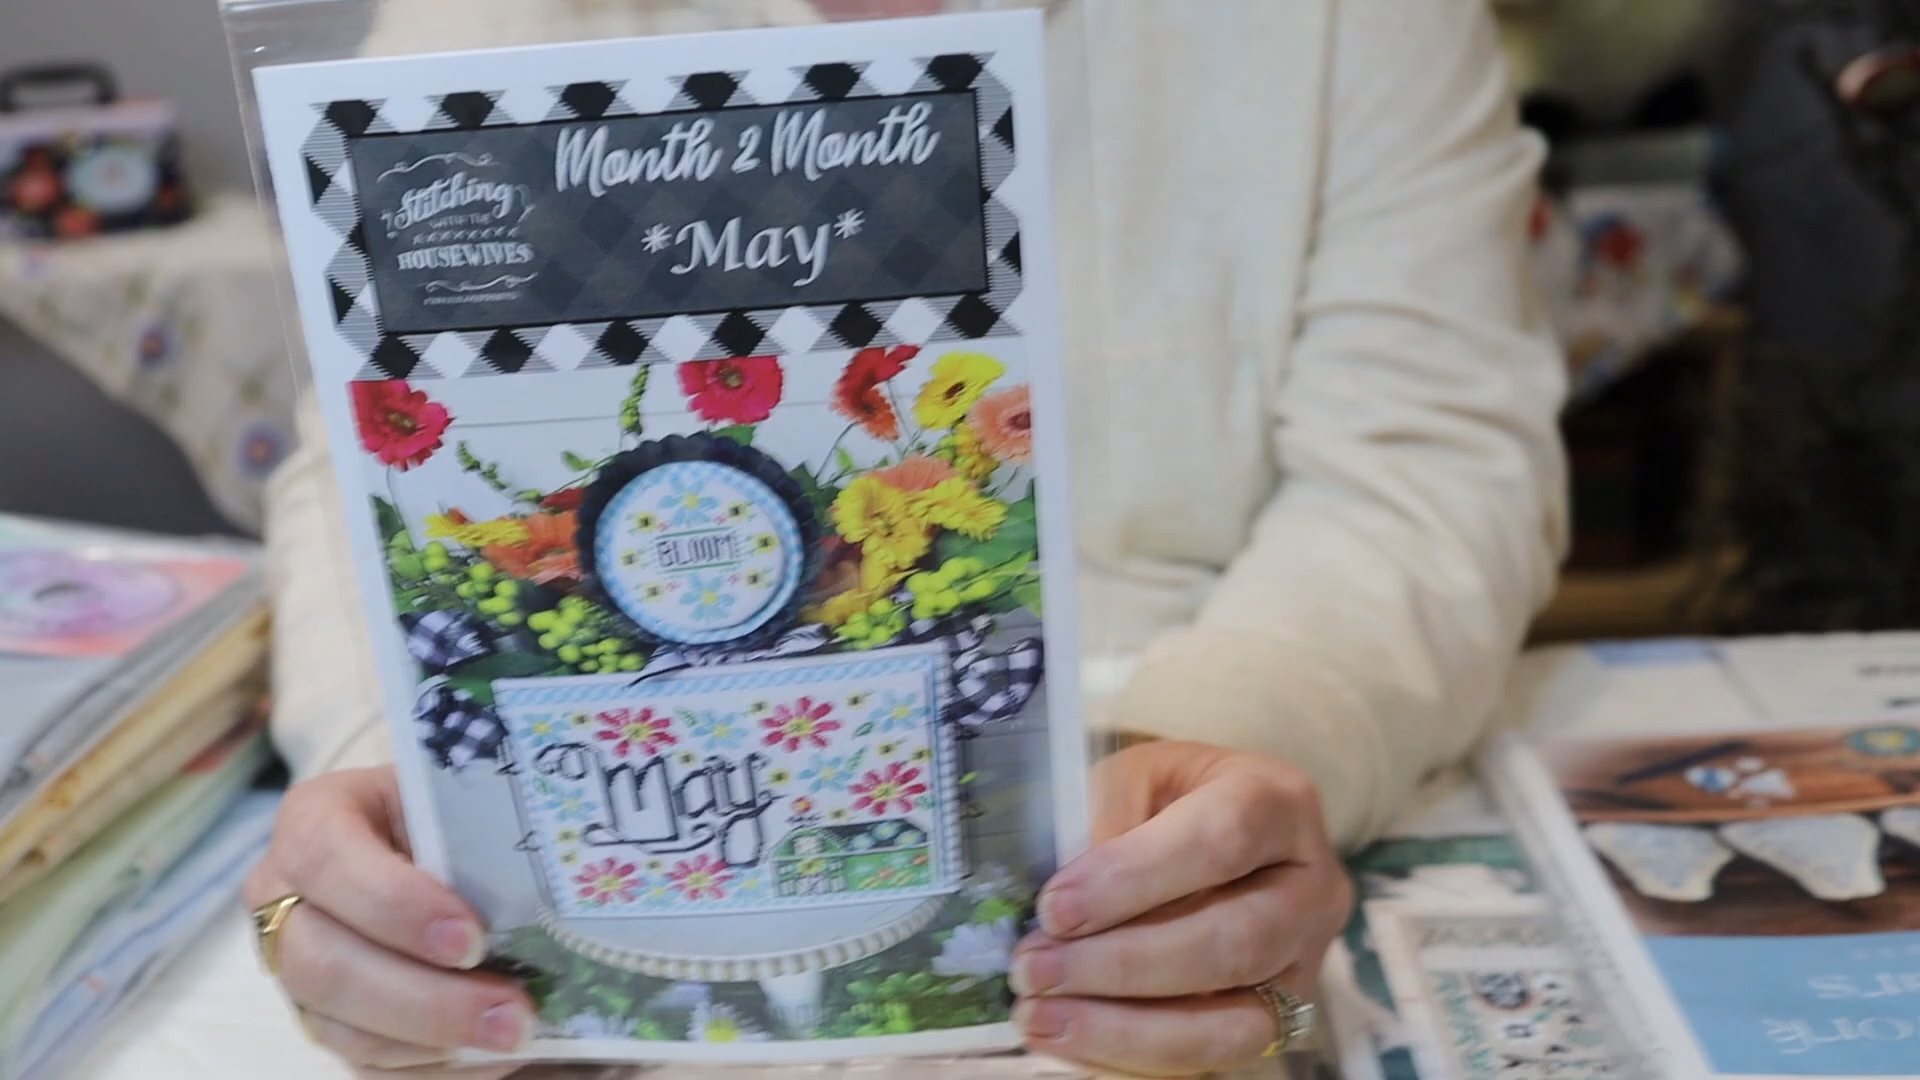 Month 2 Month
*May*
Stitching
WITH THE
HOUSEWIVES
BLOOM
May